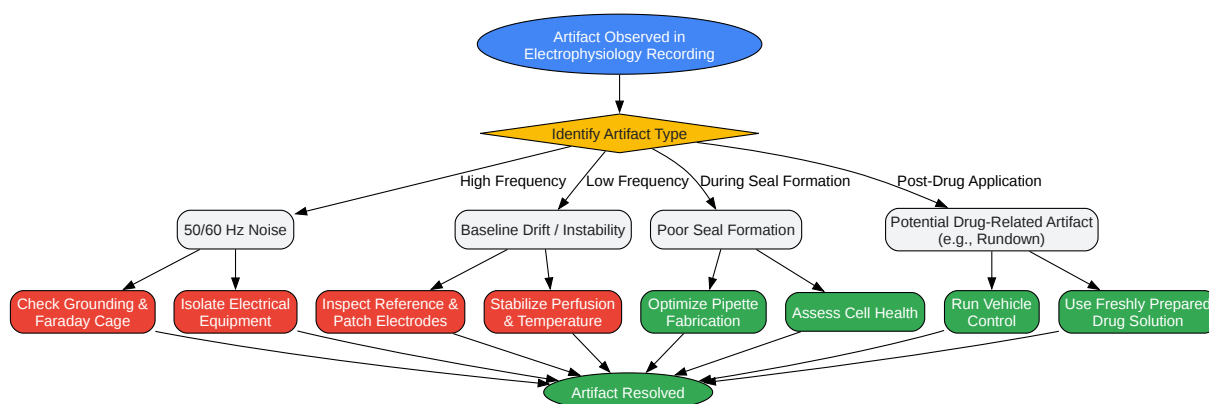 Artifact Observed in
Electrophysiology Recording
Identify Artifact Type
High Frequency
Low Frequency
During Seal Formation
Post-Drug Application
50/60 Hz Noise
Baseline Drift / Instability
Poor Seal Formation
Potential Drug-Related Artifact
(e.g., Rundown)
Check Grounding &
Faraday Cage
Isolate Electrical
Equipment
Inspect Reference &
Patch Electrodes
Stabilize Perfusion
& Temperature
Optimize Pipette
Fabrication
Assess Cell Health
Run Vehicle
Control
Use Freshly Prepared
Drug Solution
Artifact Resolved